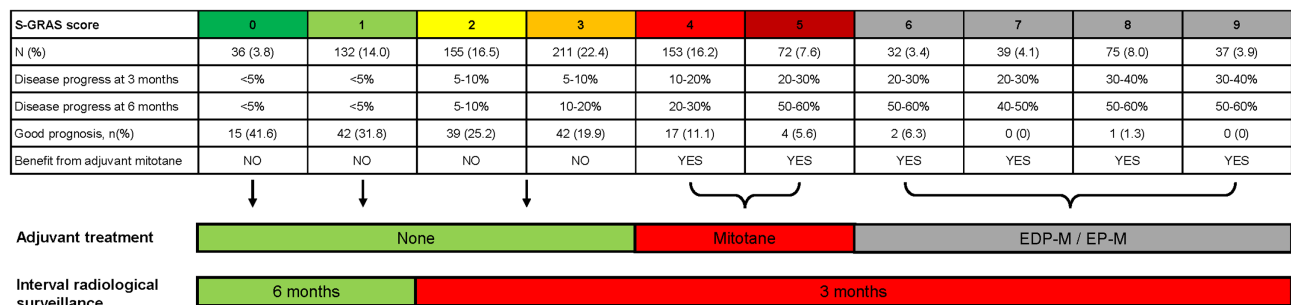 S-GRAS score 0 1 2 3 4 5 6 7 8 9
N (%) 36 (3.8) 132 (14.0) 155 (16.5) 211 (22.4) 153 (16.2) 72 (7.6) 32 (3.4) 39 (4.1) 75 (8.0) 37 (3.9)
Disease progress at 3 months <5% <5% 5-10% 5-10% 10-20% 20-30% 20-30% 20-30% 30-40% 30-40%
Disease progress at 6 months <5% <5% 5-10% 10-20% 20-30% 50-60% 50-60% 40-50% 50-60% 50-60%
Good prognosis, n(%) 15 (41.6) 42 (31.8) 39 (25.2) 42 (19.9) 17 (11.1) 4 (5.6) 2 (6.3) 0 (0) 1 (1.3) 0 (0)
Benefit from adjuvant mitotane NO NO NO NO YES YES YES YES YES YES
Adjuvant treatment None Mitotane EDP-M / EP-M
Interval radiological
surveillance 6 months 3 months